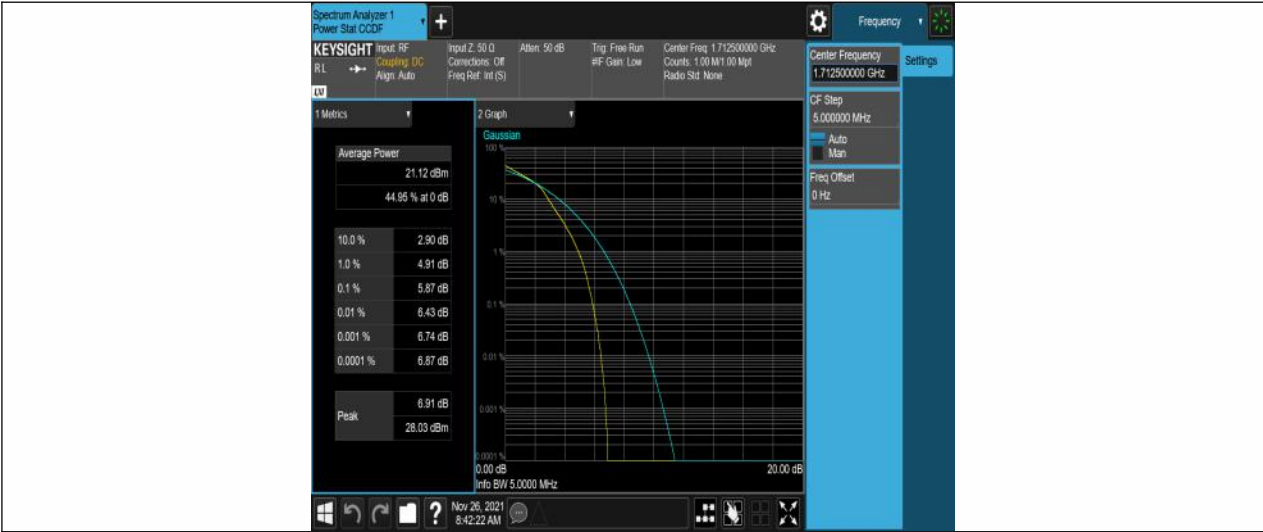 Spectrum Analyzer 1
Power Stat CCDF
+
Frequency
KEYSIGHT
RL
LV
Input: RF
Coupling: DC
Align: Auto
Input Z: 50 Ω
Corrections: Off
Freq Ref: Int (S)
Atten: 50 dB
Trig: Free Run
#IF Gain: Low
Center Freq: 1.712500000 GHz
Counts: 1.00 M/1.00 Mpt
Radio Std: None
Center Frequency
1.712500000 GHz
Settings
CF Step
5.000000 MHz
Auto
Man
Freq Offset
0 Hz
1 Metrics
Average Power
21.12 dBm
44.95 % at 0 dB
10.0 % 2.90 dB
1.0 % 4.91 dB
0.1 % 5.87 dB
0.01 % 6.43 dB
0.001 % 6.74 dB
0.0001 % 6.87 dB
Peak
6.91 dB
28.03 dBm
2 Graph
Gaussian
100 %
10 %
1 %
0.1 %
0.01 %
0.001 %
0.0001 %
0.00 dB 20.00 dB
Info BW 5.0000 MHz
?
Nov 26, 2021
8:42:22 AM